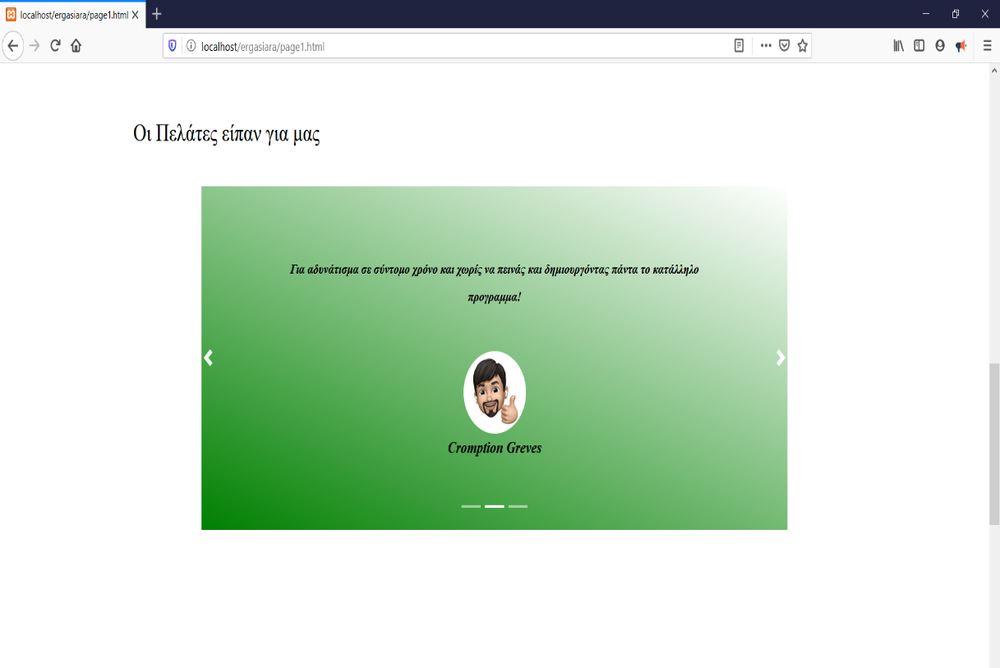 localhost/ergasiara/page1.html
localhost/ergasiara/page1.html
Οι Πελάτες είπαν για μας
Για αδυνάτισμα σε σύντομο χρόνο και χωρίς να πεινάς και δημιουργόντας πάντα το κατάλληλο
προγραμμα!
Cromption Greves